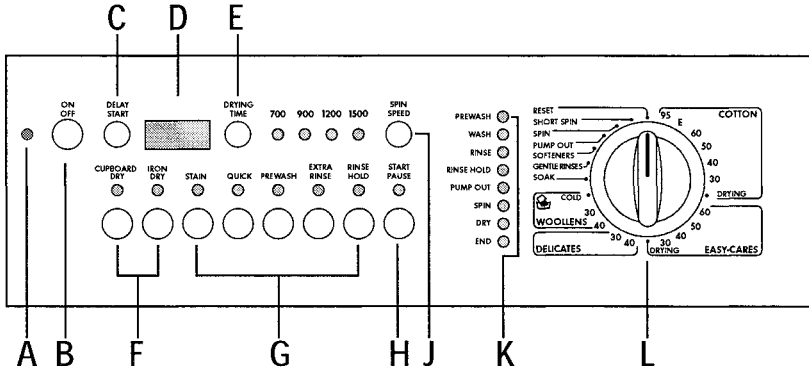 C D E
ON OFF
DELAY START
DRYING TIME
700 900 1200 1500
SPIN SPEED
CUPBOARD DRY
IRON DRY
STAIN
QUICK
PREWASH
EXTRA RINSE
RINSE HOLD
START PAUSE
PREWASH
WASH
RINSE
RINSE HOLD
PUMP OUT
SPIN
DRY
END
RESET
SHORT SPIN
SPIN
PUMP OUT
SOFTENERS
GENTLE RINSES
SOAK
COLD
30
40
WOOLLENS
DELICATES
30
40
95
E
60
50
40
30
DRYING
COTTON
60
50
40
30
DRYING
EASY-CARES
A B F G H J K L